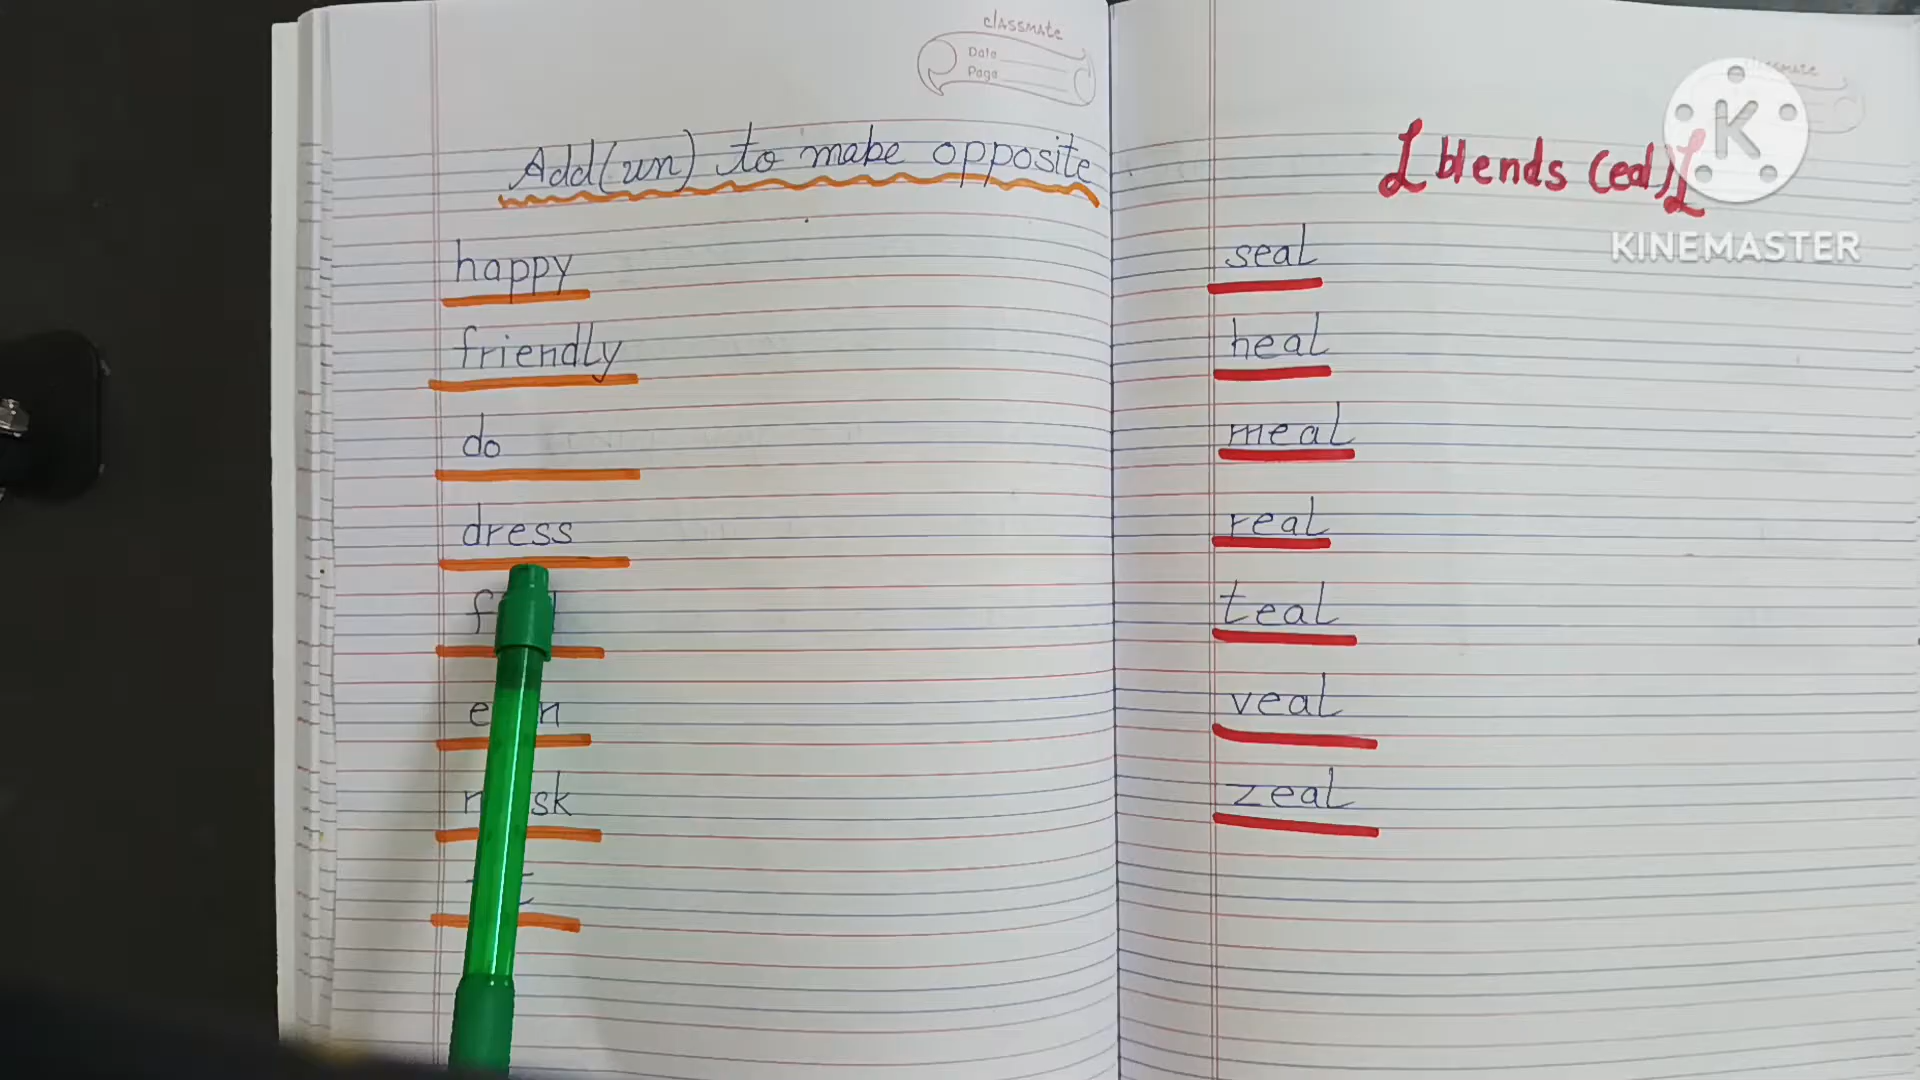 classmate
Date
Page
Add(un) to make opposite
happy
friendly
do
dress
blends (eal)
seal
heal
meal
real
teal
veal
zeal
K
KINEMASTER